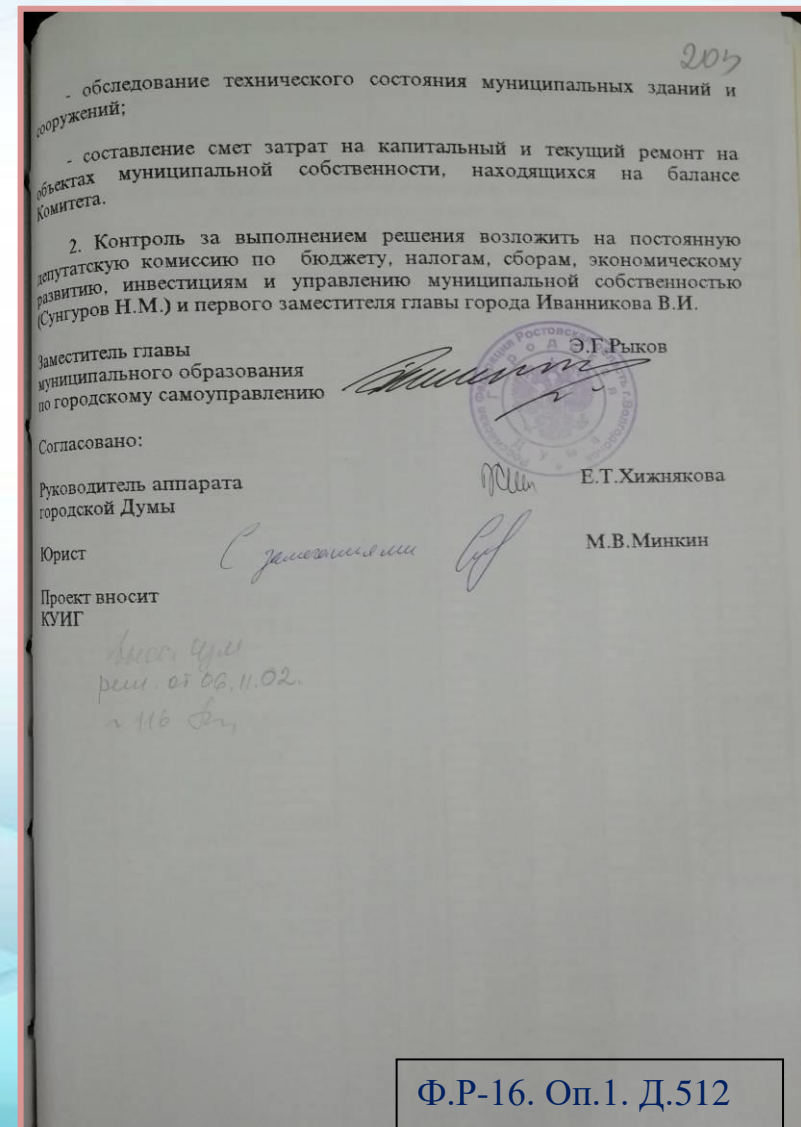 205
- обследование технического состояния муниципальных зданий и
сооружений;
- составление смет затрат на капитальный и текущий ремонт на
объектах муниципальной собственности, находящихся на балансе
Комитета.
2. Контроль за выполнением решения возложить на постоянную
депутатскую комиссию по бюджету, налогам, сборам, экономическому
развитию, инвестициям и управлению муниципальной собственностью
(Сунгуров Н.М.) и первого заместителя главы города Иванникова В.И.
Заместитель главы
муниципального образования
по городскому самоуправлению
Э.Г.Рыков
Согласовано:
Руководитель аппарата
городской Думы
Е.Т.Хижнякова
Юрист С замечаниями М.В.Минкин
Проект вносит
КУИГ
реш. от 06.11.02.
№ 116
Ф.Р-16. Оп.1. Д.512